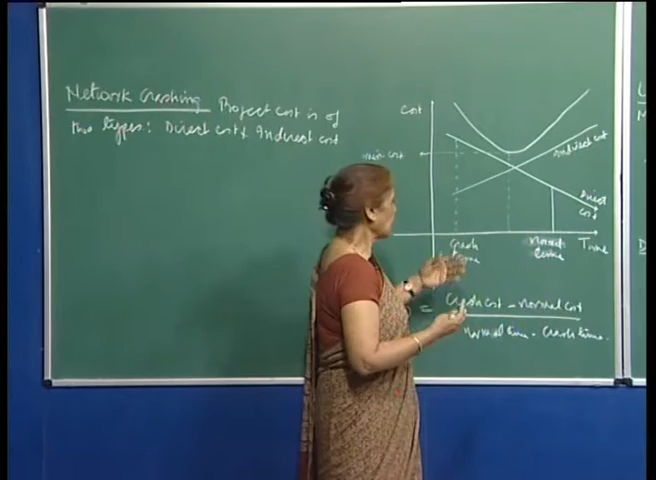 Network Crashing Project cost is of
two types: Direct cost & Indirect cost
Cost
min cost
Indirect cost
Direct
cost
Crash
time
Normal
time
Time
= Crash cost - normal cost
normal time - Crash time.